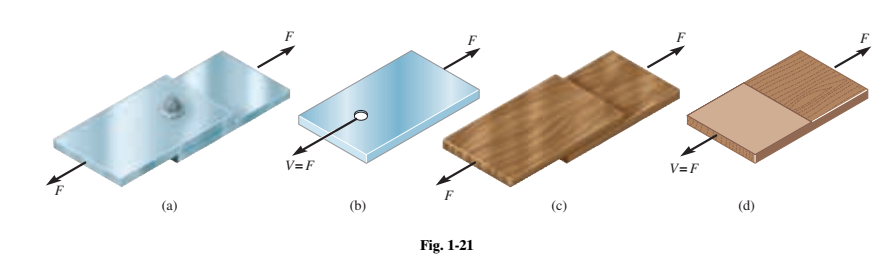 F
F
F
V = F
F
F
F
V = F
(a)
(b)
(c)
(d)
Fig. 1-21